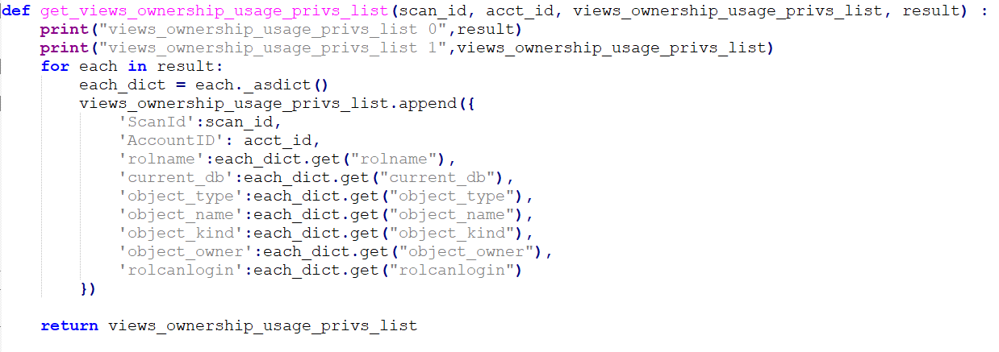 def get_views_ownership_usage_privs_list(scan_id, acct_id, views_ownership_usage_privs_list, result) :
    print("views_ownership_usage_privs_list 0",result)
    print("views_ownership_usage_privs_list 1",views_ownership_usage_privs_list)
    for each in result:
        each_dict = each._asdict()
        views_ownership_usage_privs_list.append({
            'ScanId':scan_id,
            'AccountID': acct_id,
            'rolname':each_dict.get("rolname"),
            'current_db':each_dict.get("current_db"),
            'object_type':each_dict.get("object_type"),
            'object_name':each_dict.get("object_name"),
            'object_kind':each_dict.get("object_kind"),
            'object_owner':each_dict.get("object_owner"),
            'rolcanlogin':each_dict.get("rolcanlogin")
        })
    return views_ownership_usage_privs_list